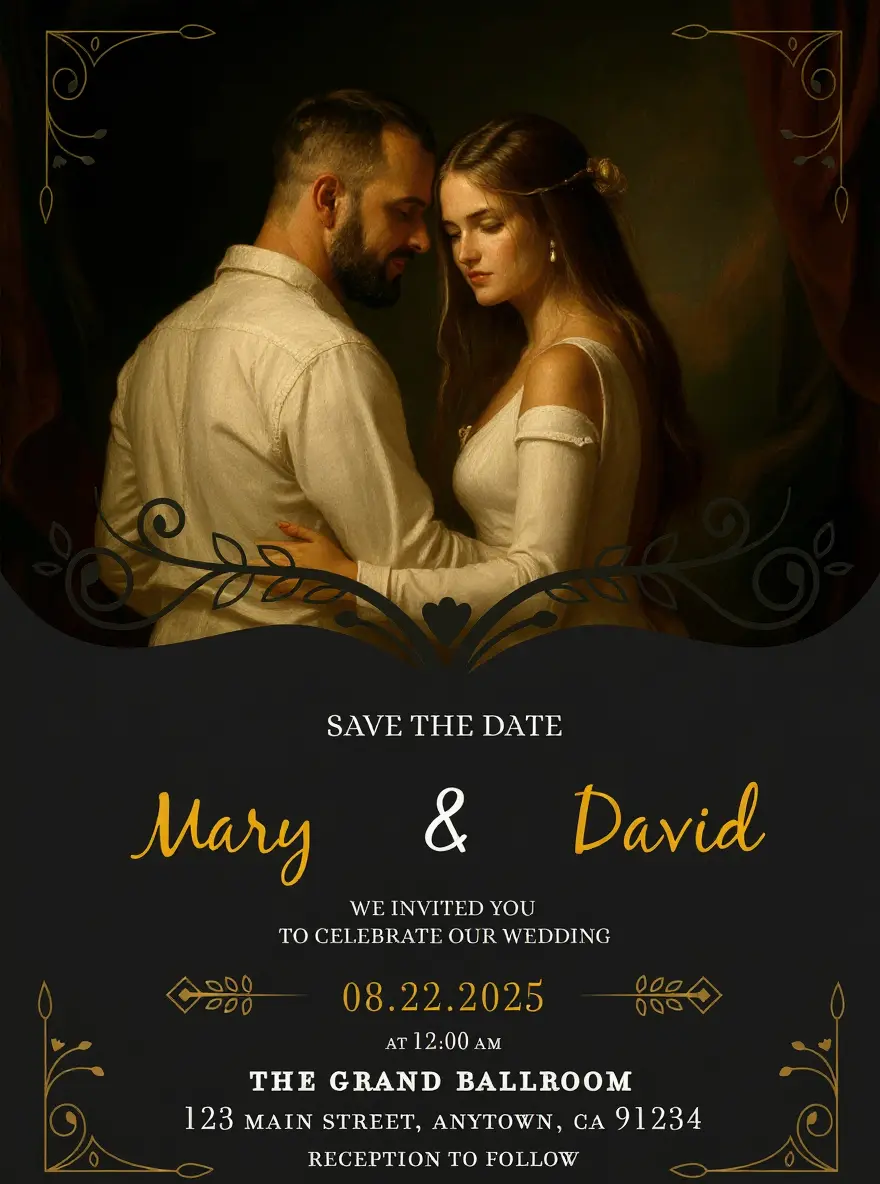 SAVE THE DATE
Mary & David
WE INVITED YOU
TO CELEBRATE OUR WEDDING
08.22.2025
AT 12:00 AM
THE GRAND BALLROOM
123 MAIN STREET, ANYTOWN, CA 91234
RECEPTION TO FOLLOW